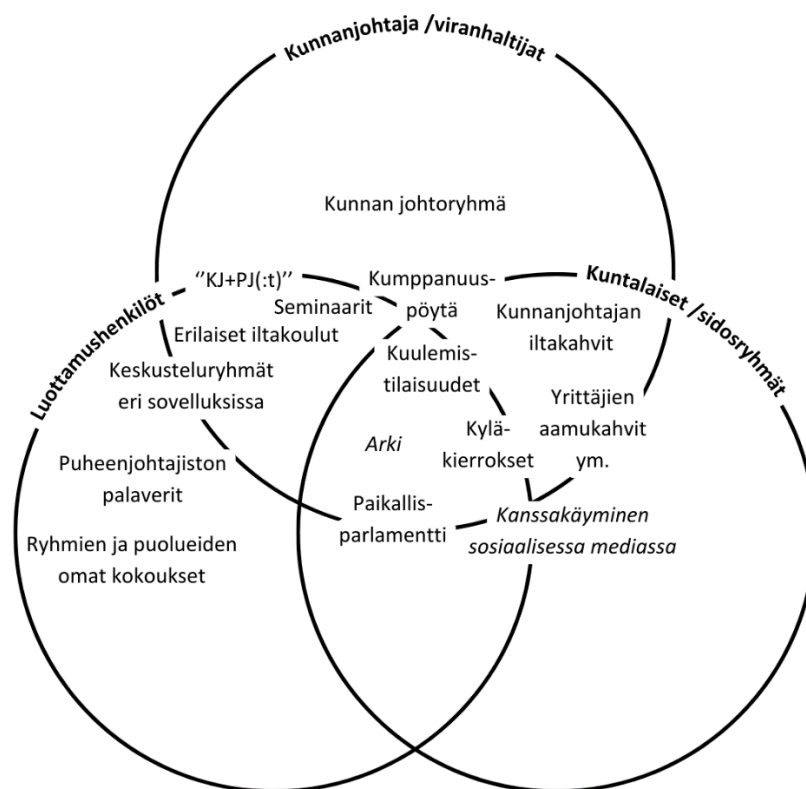 Kunnanjohtaja /viranhaltijat
Kunnan johtoryhmä
Luottamushenkilöt
Kuntalaiset /sidosryhmät
“KJ+PJ(:t)”
Seminaarit
Erilaiset iltakoulut
Keskusteluryhmät
eri sovelluksissa
Kumppanuus-
pöytä
Kunnanjohtajan
iltakahvit
Kuulemis-
tilaisuudet
Yrittäjien
aamukahvit
ym.
Arki
Kylä-
kierrokset
Puheenjohtajiston
palaverit
Paikallis-
parlamentti
Kanssakäyminen
sosiaalisessa mediassa
Ryhmien ja puolueiden
omat kokoukset